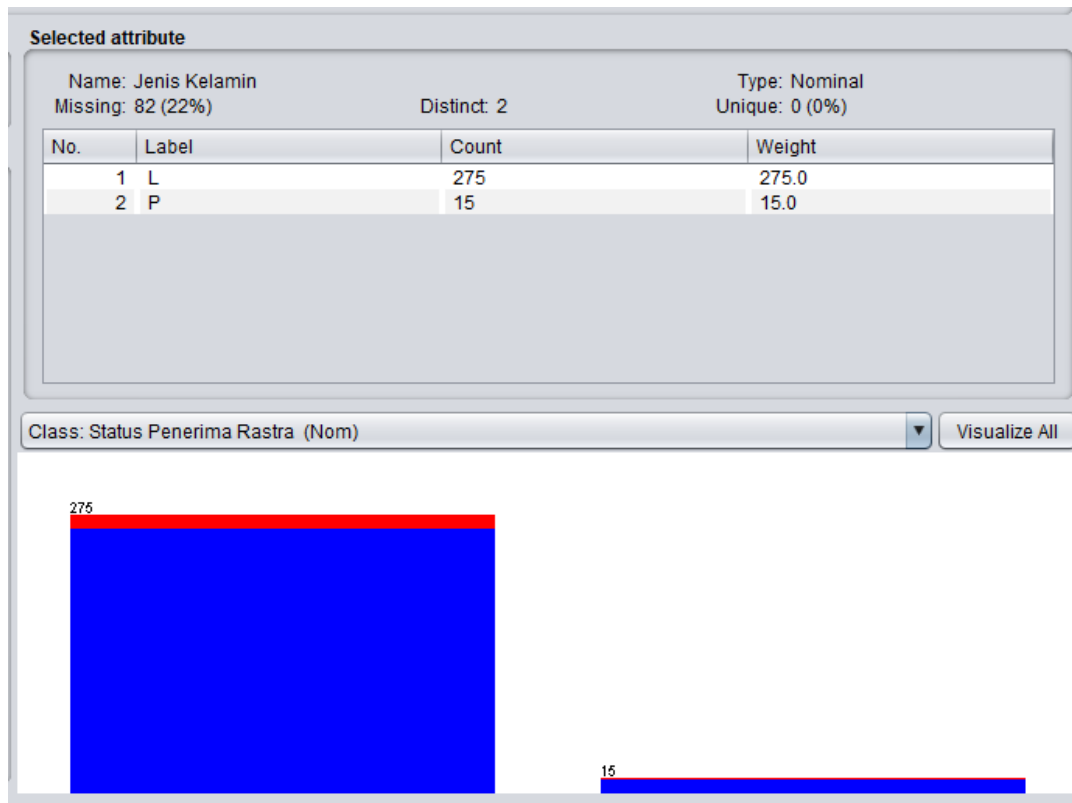 Selected attribute
Name: Jenis Kelamin Type: Nominal
Missing: 82 (22%) Distinct: 2 Unique: 0 (0%)
No. Label Count Weight
1 L 275 275.0
2 P 15 15.0
Class: Status Penerima Rastra (Nom) Visualize All
275
15